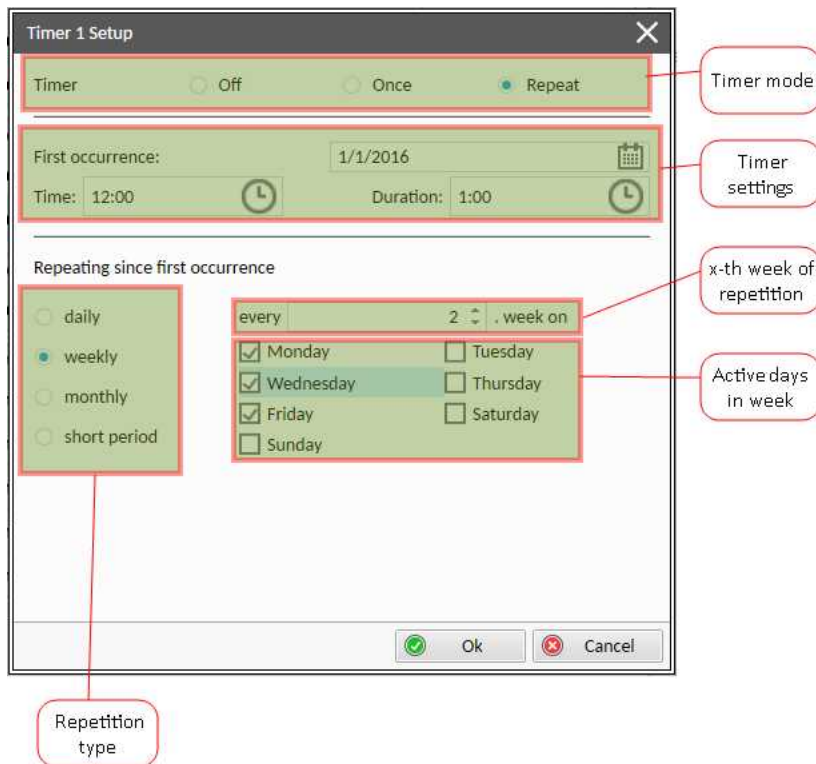 Timer 1 Setup
Timer Off Once Repeat
Timer mode
First occurrence: 1/1/2016
Time: 12:00 Duration: 1:00
Timer
settings
Repeating since first occurrence
x-th week of
repetition
daily
weekly
monthly
short period
every 2 . week on
Monday Tuesday
Wednesday Thursday
Friday Saturday
Sunday
Active days
in week
Ok Cancel
Repetition
type